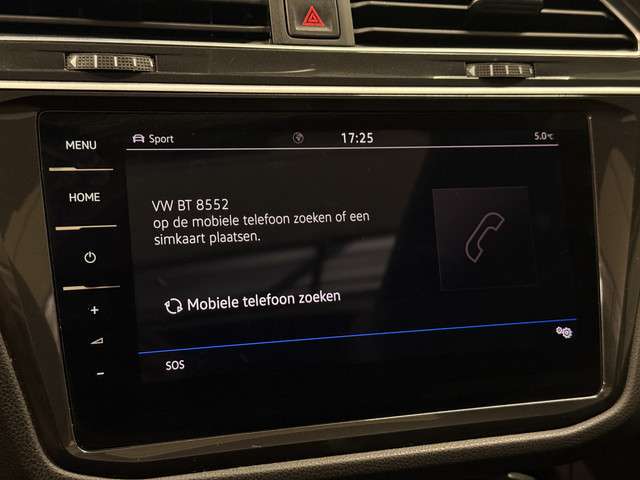 MENU
HOME
Sport
17:25
5.0°C
VW BT 8552
op de mobiele telefoon zoeken of een
simkaart plaatsen.
Mobiele telefoon zoeken
SOS